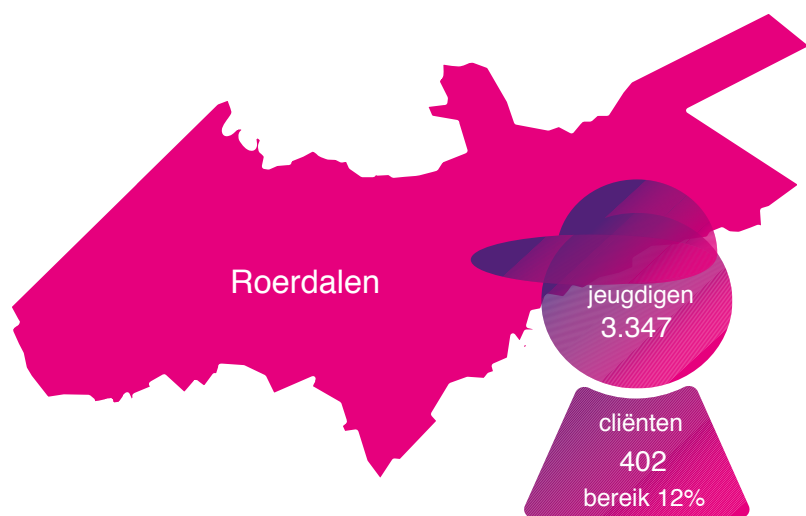 Roerdalen
jeugdigen
3.347
cliënten
402
bereik 12%